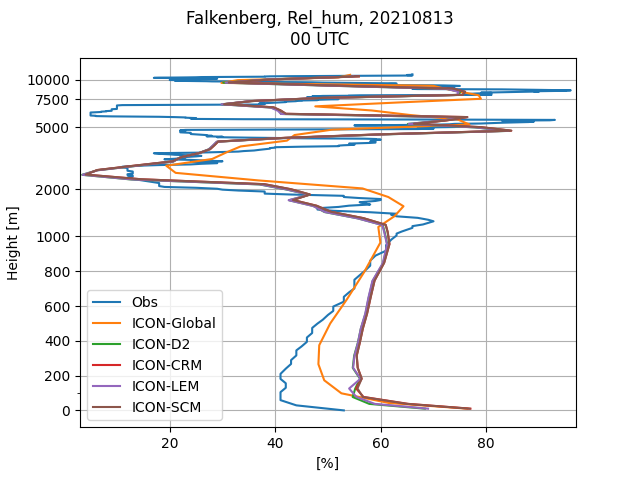 Falkenberg, Rel_hum, 20210813
00 UTC
10000
7500
5000
2000
1000
800
600
400
200
0
Height [m]
Obs
ICON-Global
ICON-D2
ICON-CRM
ICON-LEM
ICON-SCM
20 40 60 80
[%]